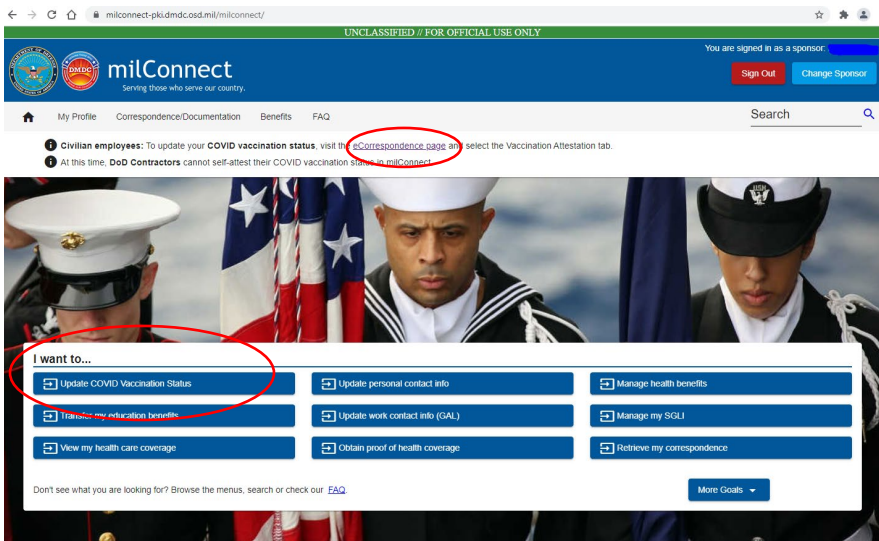 milconnect-pki.dmdc.osd.mil/milconnect/
UNCLASSIFIED // FOR OFFICIAL USE ONLY
You are signed in as a sponsor:
DMDC
milConnect
Serving those who serve our country.
Sign Out
Change Sponsor
My Profile
Correspondence/Documentation
Benefits
FAQ
Search
Civilian employees: To update your COVID vaccination status, visit the eCorrespondence page and select the Vaccination Attestation tab.
At this time, DoD Contractors cannot self-attest their COVID vaccination status in milConnect.
I want to...
Update COVID Vaccination Status
Update personal contact info
Manage health benefits
Transfer my education benefits
Update work contact info (GAL)
Manage my SGLI
View my health care coverage
Obtain proof of health coverage
Retrieve my correspondence
Don't see what you are looking for? Browse the menus, search or check our FAQ.
More Goals